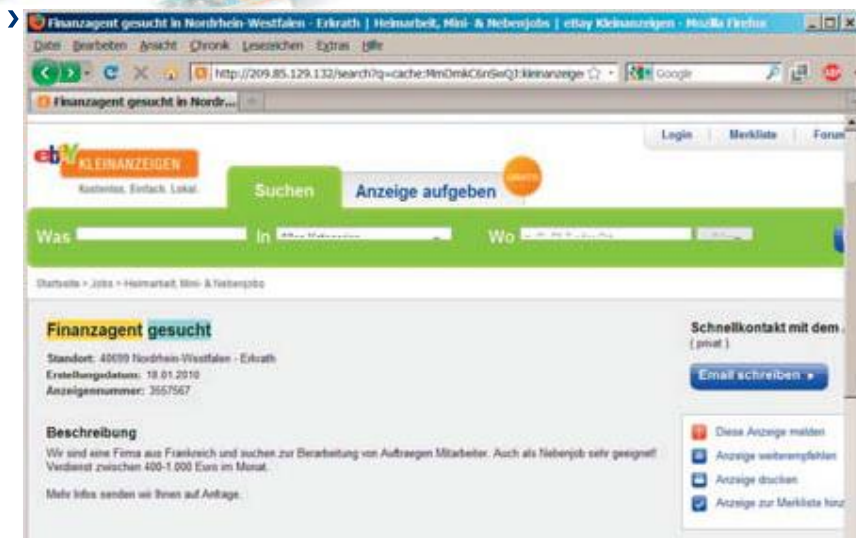 Finanzagent gesucht in Nordrhein-Westfalen - Erkrath | Heimarbeit, Mini- & Nebenjobs | eBay Kleinanzeigen - Mozilla Firefox
Datei Bearbeiten Ansicht Chronik Lesezeichen Extras Hilfe
Google
Finanzagent gesucht in Nordr...
Login Merkliste Forum
ebay KLEINANZEIGEN
Kostenlos. Einfach. Lokal.
Suchen Anzeige aufgeben
Was In Wo
Startseite > Jobs > Heimarbeit, Mini- & Nebenjobs
Finanzagent gesucht
Standort: 40699 Nordrhein-Westfalen - Erkrath
Erstellungsdatum: 18.01.2010
Anzeigennummer: 3557567
Beschreibung
Wir sind eine Firma aus Frankreich und suchen zur Berarbeitung von Auftraegen Mitarbeiter. Auch als Nebenjob sehr geeignet!
Verdienst zwischen 400-1.000 Euro im Monat.
Mehr Infos senden wir Ihnen auf Anfrage.
Schnellkontakt mit dem
( privat )
Email schreiben
Diese Anzeige melden
Anzeige weiterempfehlen
Anzeige drucken
Anzeige zur Merkliste hinz